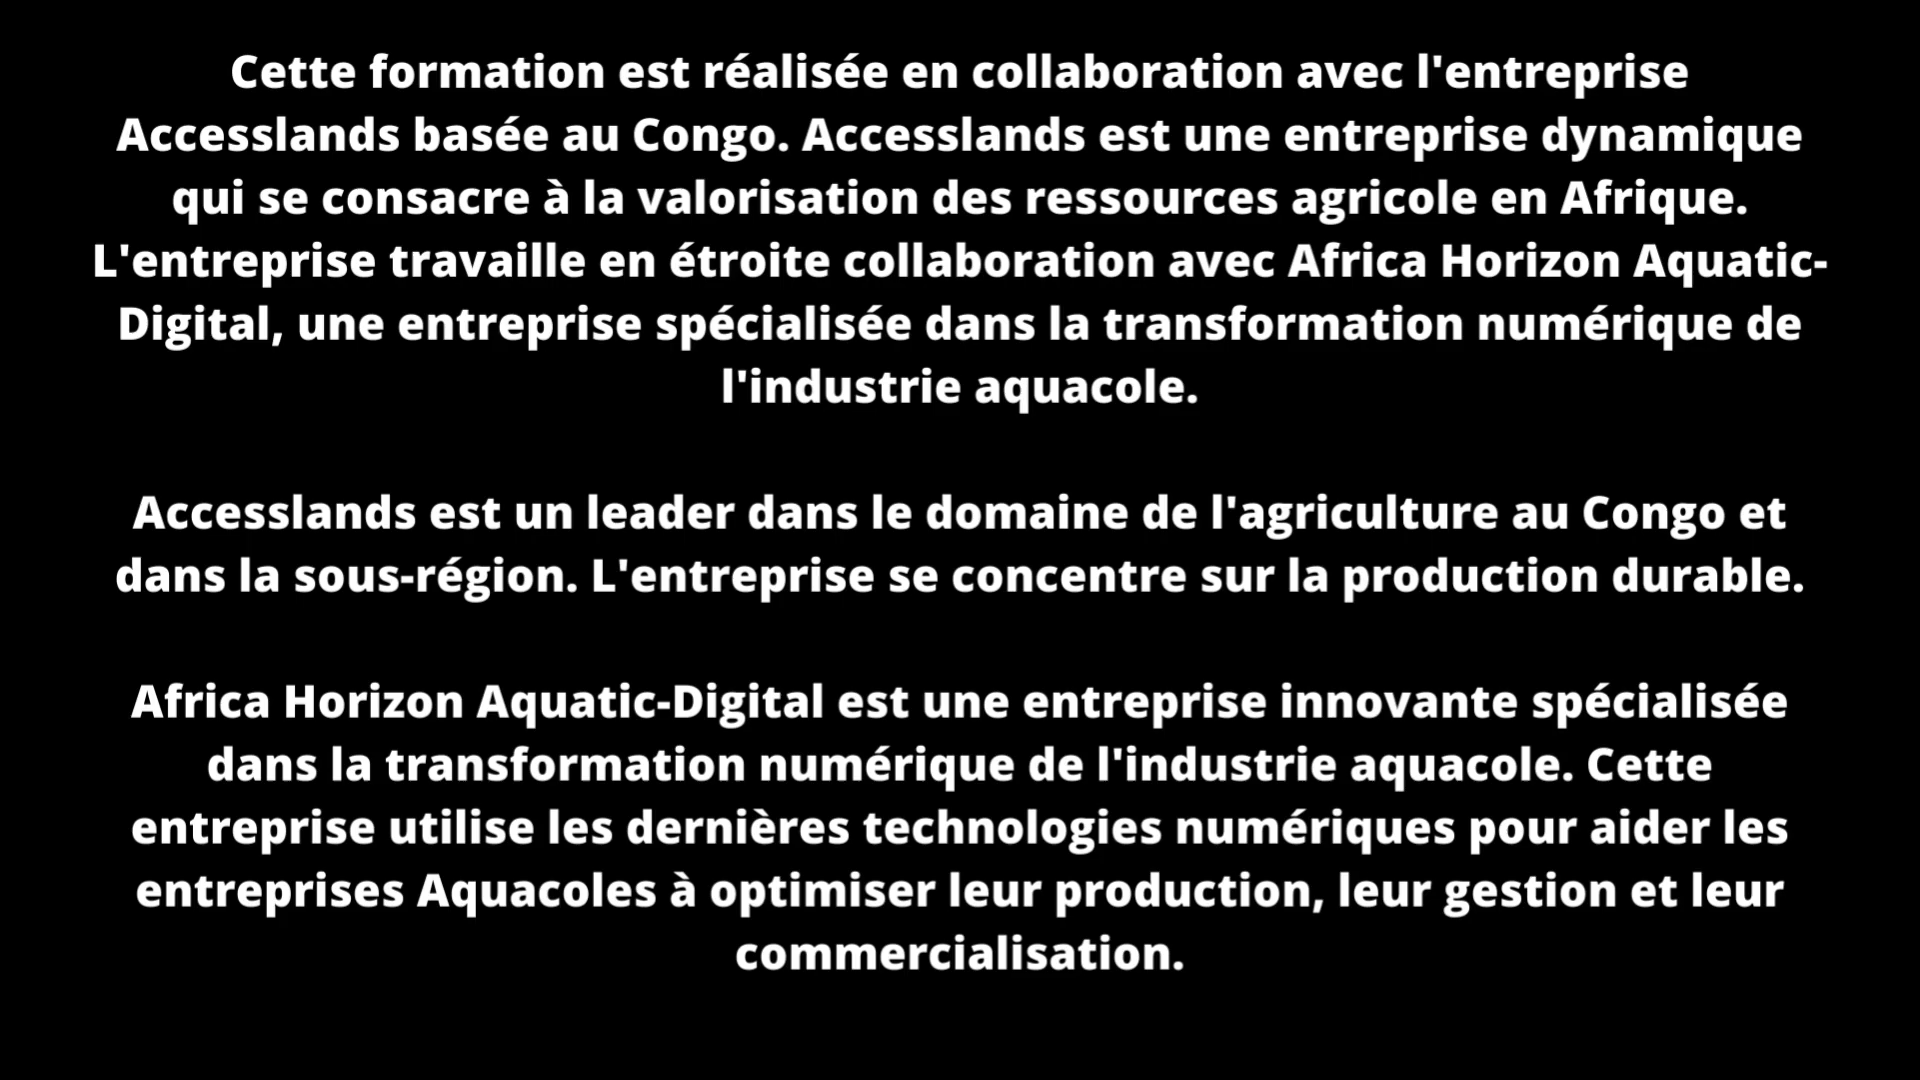 Cette formation est réalisée en collaboration avec l'entreprise
Accesslands basée au Congo. Accesslands est une entreprise dynamique
qui se consacre à la valorisation des ressources agricole en Afrique.
L'entreprise travaille en étroite collaboration avec Africa Horizon Aquatic-
Digital, une entreprise spécialisée dans la transformation numérique de
l'industrie aquacole.
Accesslands est un leader dans le domaine de l'agriculture au Congo et
dans la sous-région. L'entreprise se concentre sur la production durable.
Africa Horizon Aquatic-Digital est une entreprise innovante spécialisée
dans la transformation numérique de l'industrie aquacole. Cette
entreprise utilise les dernières technologies numériques pour aider les
entreprises Aquacoles à optimiser leur production, leur gestion et leur
commercialisation.